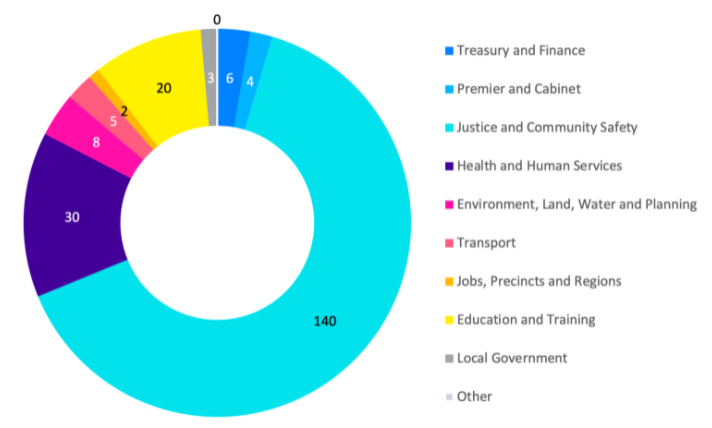 0
3
6
4
20
2
5
8
30
140
Treasury and Finance
Premier and Cabinet
Justice and Community Safety
Health and Human Services
Environment, Land, Water and Planning
Transport
Jobs, Precincts and Regions
Education and Training
Local Government
Other